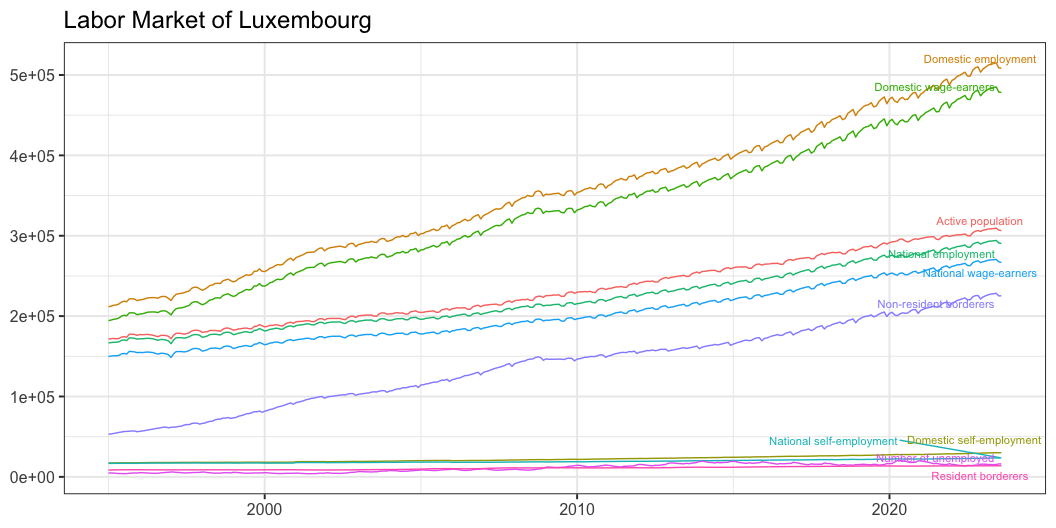 Labor Market of Luxembourg
5e+05
4e+05
3e+05
2e+05
1e+05
0e+00
Domestic employment
Domestic wage-earners
Active population
National employment
National wage-earners
Non-resident borderers
National self-employment
Domestic self-employment
Number of unemployed
Resident borderers
2000
2010
2020